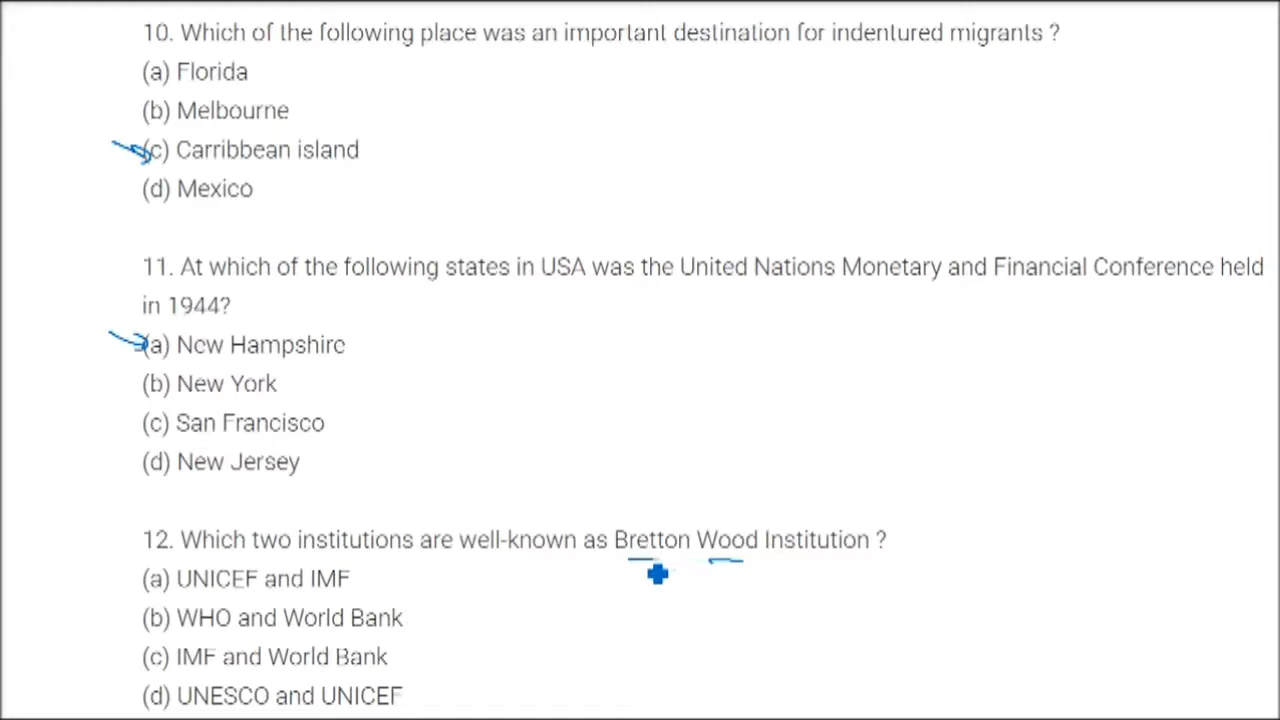 10. Which of the following place was an important destination for indentured migrants ?
(a) Florida
(b) Melbourne
(c) Carribbean island
(d) Mexico
11. At which of the following states in USA was the United Nations Monetary and Financial Conference held
in 1944?
(a) New Hampshire
(b) New York
(c) San Francisco
(d) New Jersey
12. Which two institutions are well-known as Bretton Wood Institution ?
(a) UNICEF and IMF
(b) WHO and World Bank
(c) IMF and World Bank
(d) UNESCO and UNICEF